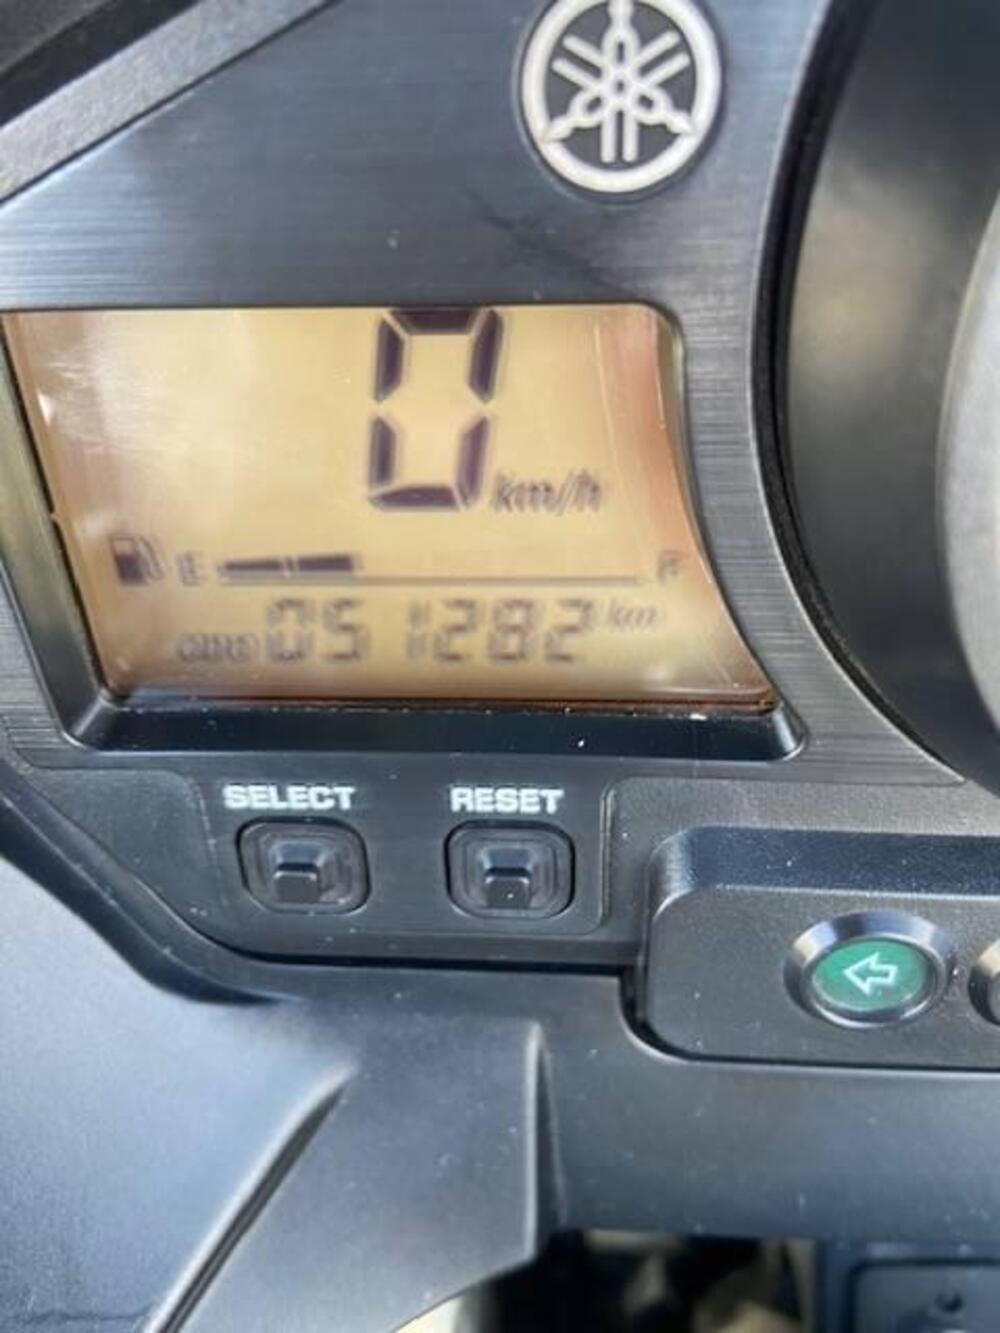 0 km/h
E F
ODO 051282 km
SELECT RESET